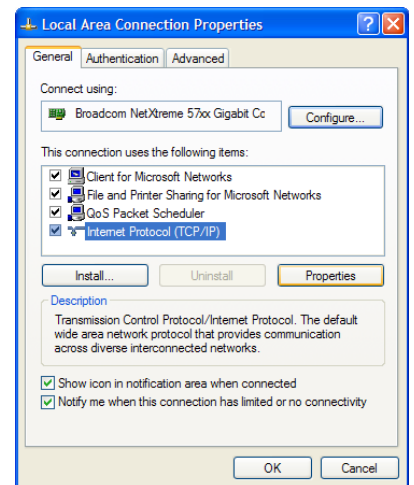 Local Area Connection Properties
General Authentication Advanced
Connect using:
Broadcom NetXtreme 57xx Gigabit Cc Configure...
This connection uses the following items:
Client for Microsoft Networks
File and Printer Sharing for Microsoft Networks
QoS Packet Scheduler
Internet Protocol (TCP/IP)
Install... Uninstall Properties
Description
Transmission Control Protocol/Internet Protocol. The default
wide area network protocol that provides communication
across diverse interconnected networks.
Show icon in notification area when connected
Notify me when this connection has limited or no connectivity
OK Cancel